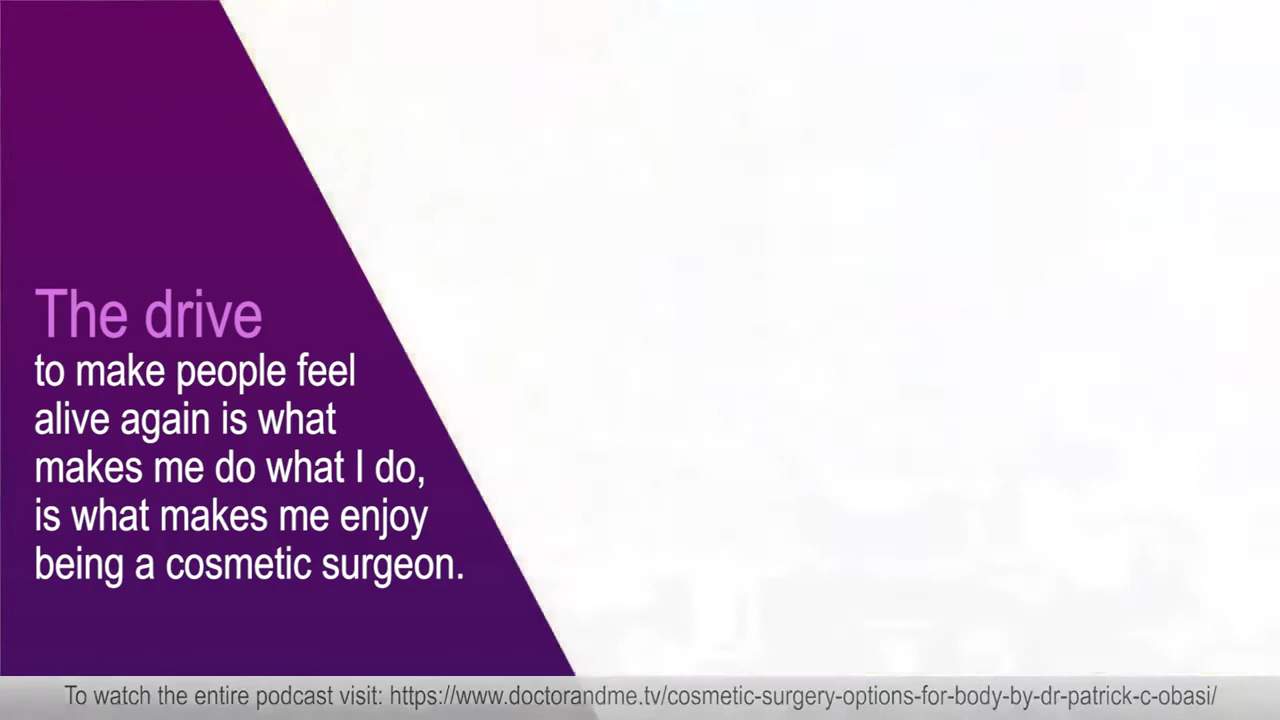 The drive
to make people feel
alive again is what
makes me do what I do,
is what makes me enjoy
being a cosmetic surgeon.
To watch the entire podcast visit: https://www.doctorandme.tv/cosmetic-surgery-options-for-body-by-dr-patrick-c-obasi/